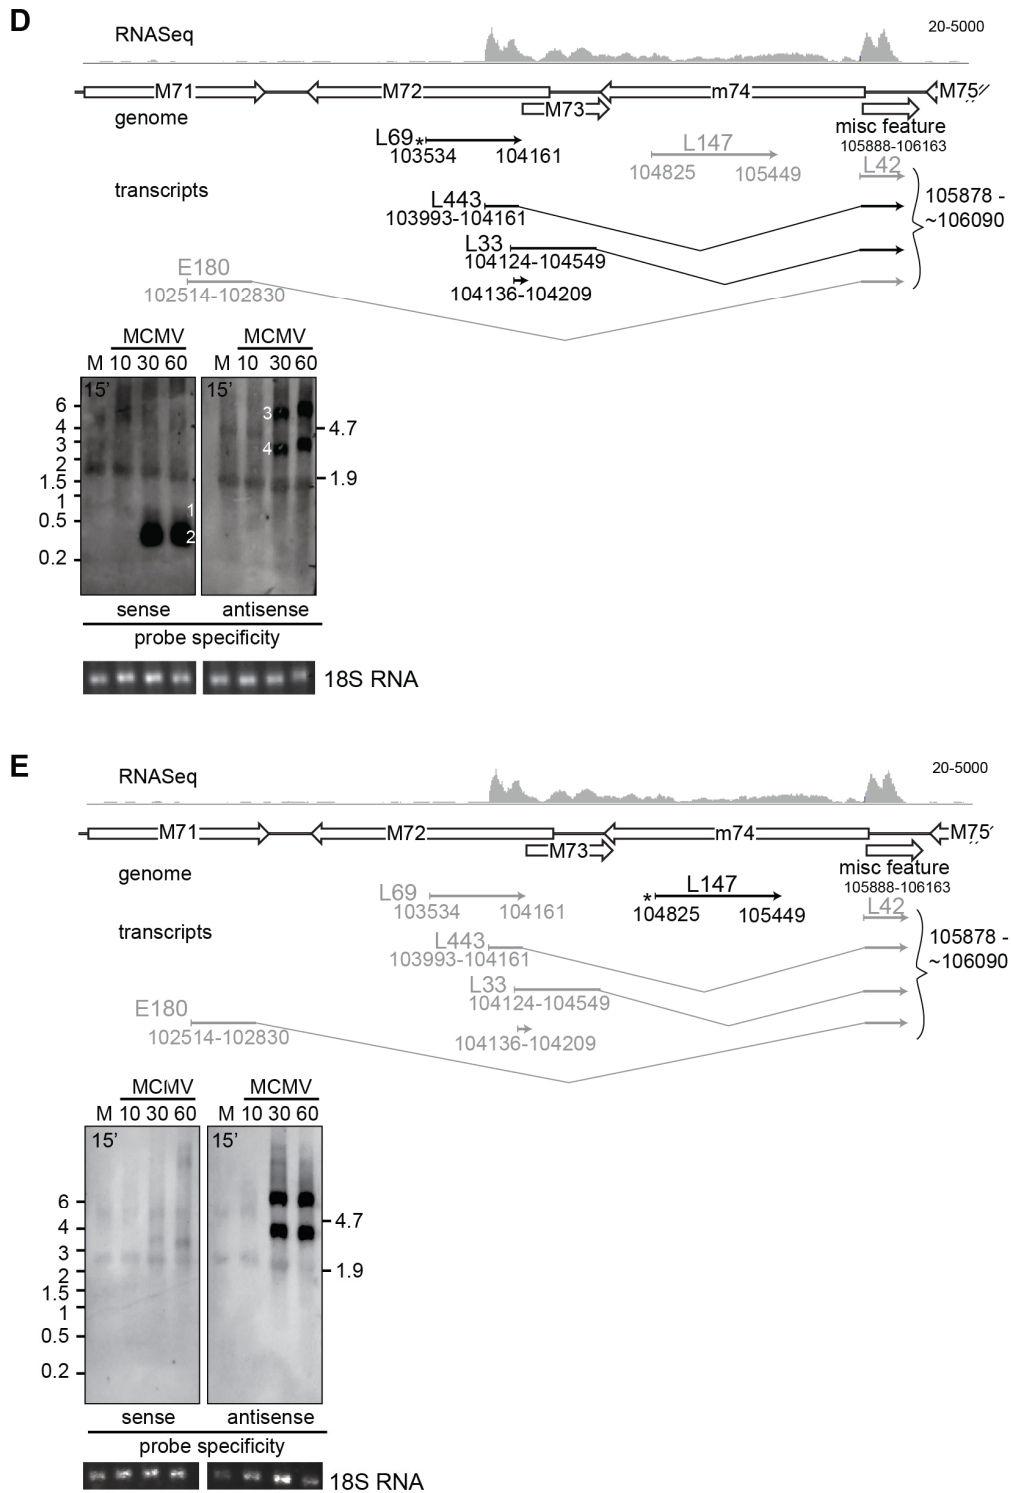 D
RNASeq
20-5000
M71 M72 m74 M75
M73
genome
misc feature
105888-106163
L69* L147
103534 104161 104825 105449
L42
transcripts
L443
103993-104161
105878 -
~106090
L33
104124-104549
E180
102514-102830
104136-104209
MCMV MCMV
M 10 30 60 M 10 30 60
15' 15'
6
4
3
2
1.5
1
0.5
0.2
1
2
3
4
4.7
1.9
sense antisense
probe specificity
18S RNA
E
RNASeq
20-5000
M71 M72 m74 M75
M73
genome
misc feature
105888-106163
L69 L147
* 
103534 104161 104825 105449
L42
transcripts
L443
103993-104161
105878 -
~106090
L33
104124-104549
E180
102514-102830
104136-104209
MCMV MCMV
M 10 30 60 M 10 30 60
15' 15'
6
4
3
2
1.5
1
0.5
0.2
4.7
1.9
sense antisense
probe specificity
18S RNA